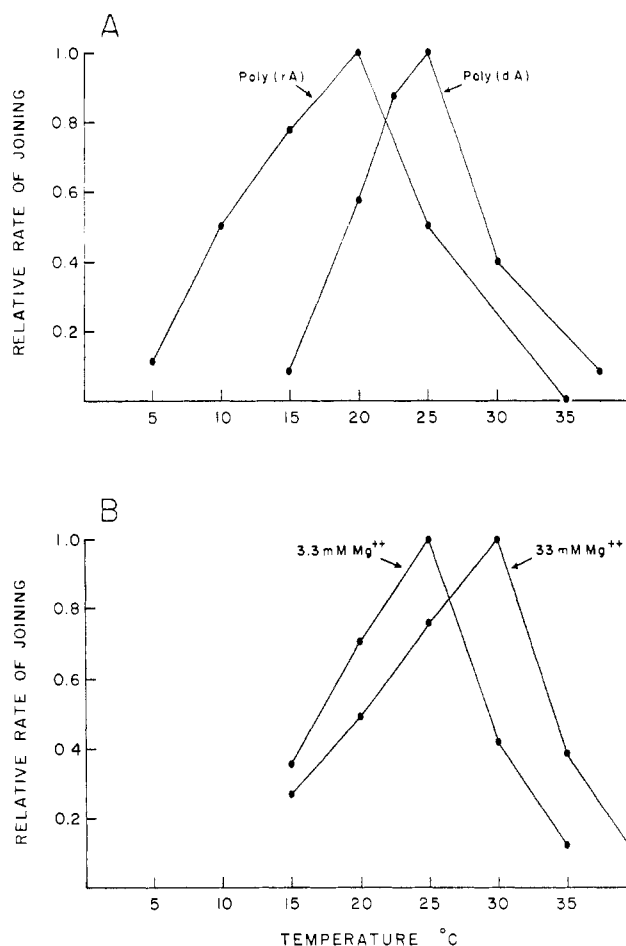 A
RELATIVE RATE OF JOINING
1.0
0.8
0.6
0.4
0.2
Poly (rA)
Poly (dA)
5 10 15 20 25 30 35
B
RELATIVE RATE OF JOINING
1.0
0.8
0.6
0.4
0.2
3.3 mM Mg++
33 mM Mg++
5 10 15 20 25 30 35
TEMPERATURE °C